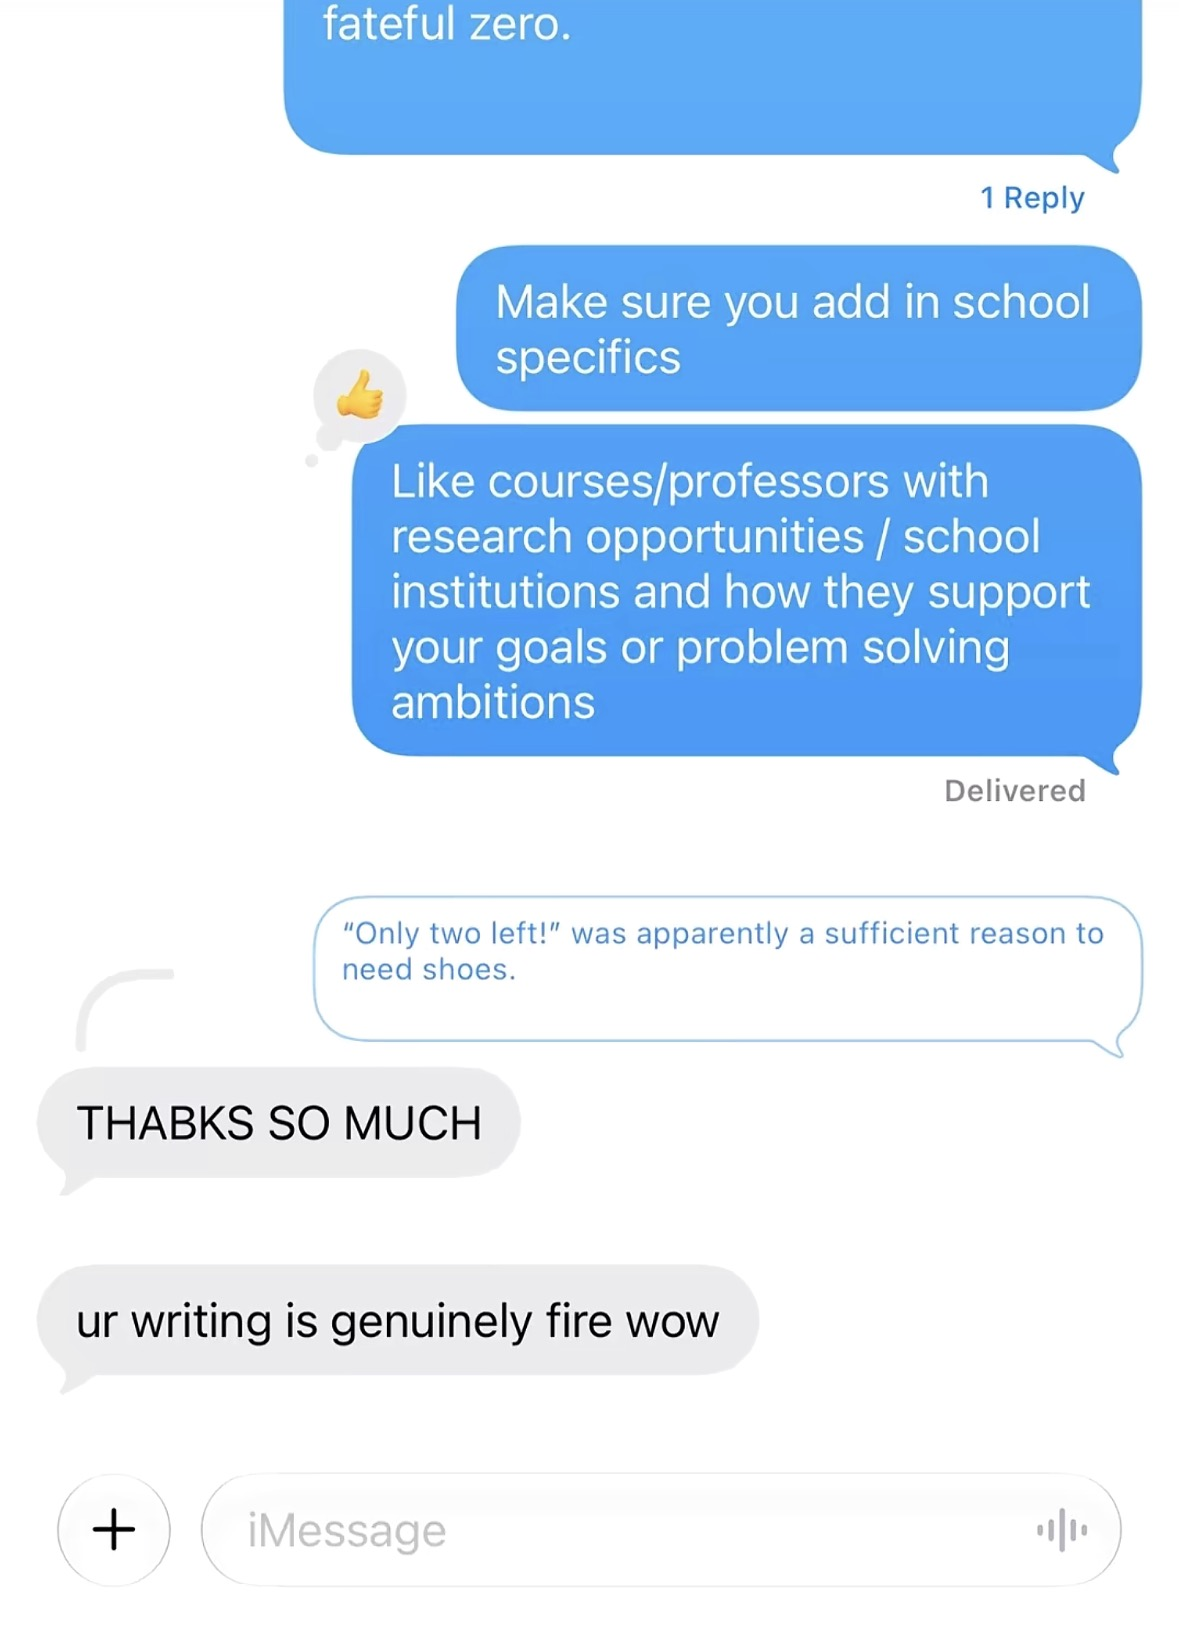 fateful zero.
1 Reply
Make sure you add in school
specifics
Like courses/professors with
research opportunities / school
institutions and how they support
your goals or problem solving
ambitions
Delivered
“Only two left!” was apparently a sufficient reason to
need shoes.
THABKS SO MUCH
ur writing is genuinely fire wow
iMessage